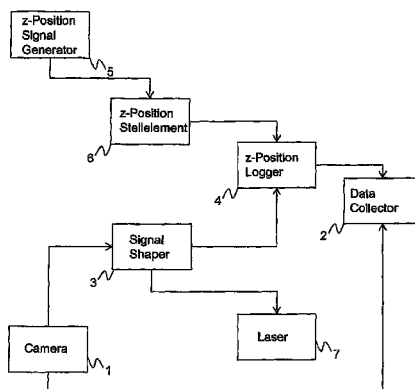 z-Position
Signal
Generator
5
z-Position
Stellelement
6
z-Position
Logger
4
Data
Collector
2
Signal
Shaper
3
Laser
7
Camera
1